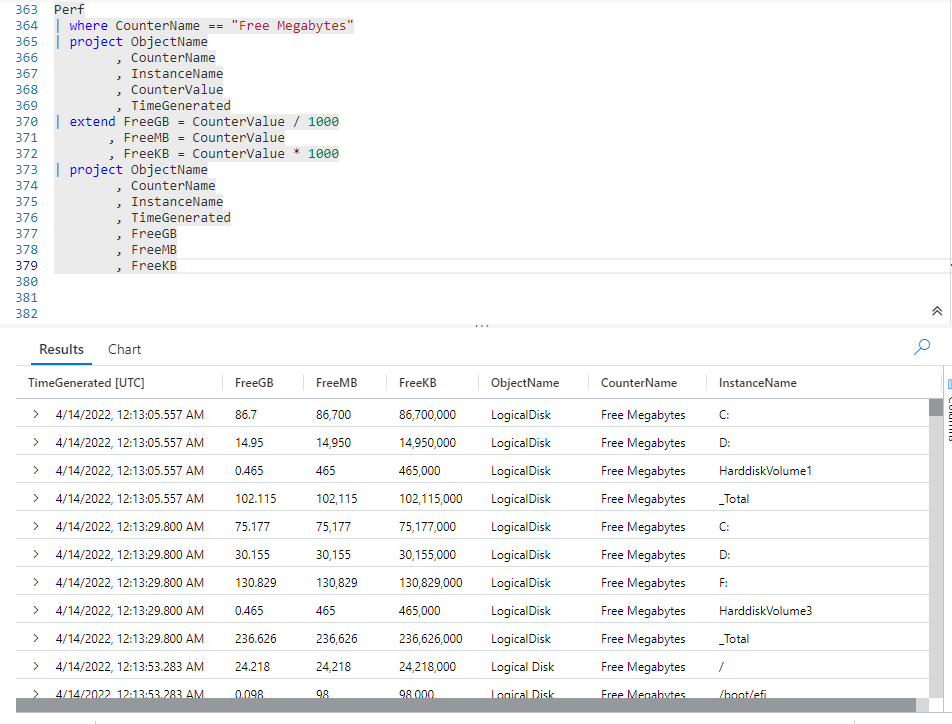 363 Perf
364 | where CounterName == "Free Megabytes"
365 | project ObjectName
366 , CounterName
367 , InstanceName
368 , CounterValue
369 , TimeGenerated
370 | extend FreeGB = CounterValue / 1000
371 , FreeMB = CounterValue
372 , FreeKB = CounterValue * 1000
373 | project ObjectName
374 , CounterName
375 , InstanceName
376 , TimeGenerated
377 , FreeGB
378 , FreeMB
379 , FreeKB
380
381
382
Results Chart
TimeGenerated [UTC] FreeGB FreeMB FreeKB ObjectName CounterName InstanceName
4/14/2022, 12:13:05.557 AM 86.7 86,700 86,700,000 LogicalDisk Free Megabytes C:
4/14/2022, 12:13:05.557 AM 14.95 14,950 14,950,000 LogicalDisk Free Megabytes D:
4/14/2022, 12:13:05.557 AM 0.465 465 465,000 LogicalDisk Free Megabytes HarddiskVolume1
4/14/2022, 12:13:05.557 AM 102.115 102,115 102,115,000 LogicalDisk Free Megabytes _Total
4/14/2022, 12:13:29.800 AM 75.177 75,177 75,177,000 LogicalDisk Free Megabytes C:
4/14/2022, 12:13:29.800 AM 30.155 30,155 30,155,000 LogicalDisk Free Megabytes D:
4/14/2022, 12:13:29.800 AM 130.829 130,829 130,829,000 LogicalDisk Free Megabytes F:
4/14/2022, 12:13:29.800 AM 0.465 465 465,000 LogicalDisk Free Megabytes HarddiskVolume3
4/14/2022, 12:13:29.800 AM 236.626 236,626 236,626,000 LogicalDisk Free Megabytes _Total
4/14/2022, 12:13:53.283 AM 24.218 24,218 24,218,000 Logical Disk Free Megabytes /
4/14/2022, 12:13:53.283 AM 0.098 98 98,000 Logical Disk Free Megabytes /boot/efi